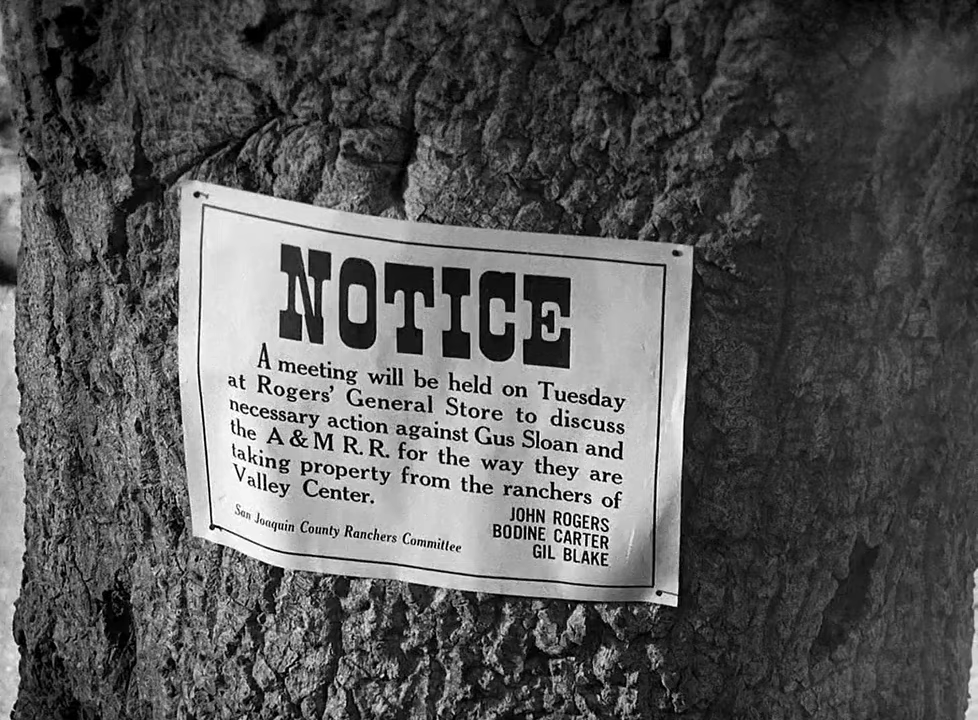 NOTICE
A meeting will be held on Tuesday
at Rogers' General Store to discuss
necessary action against Gus Sloan and
the A & M R. R. for the way they are
taking property from the ranchers of
Valley Center.
JOHN ROGERS
BODINE CARTER
GIL BLAKE
San Joaquin County Ranchers Committee